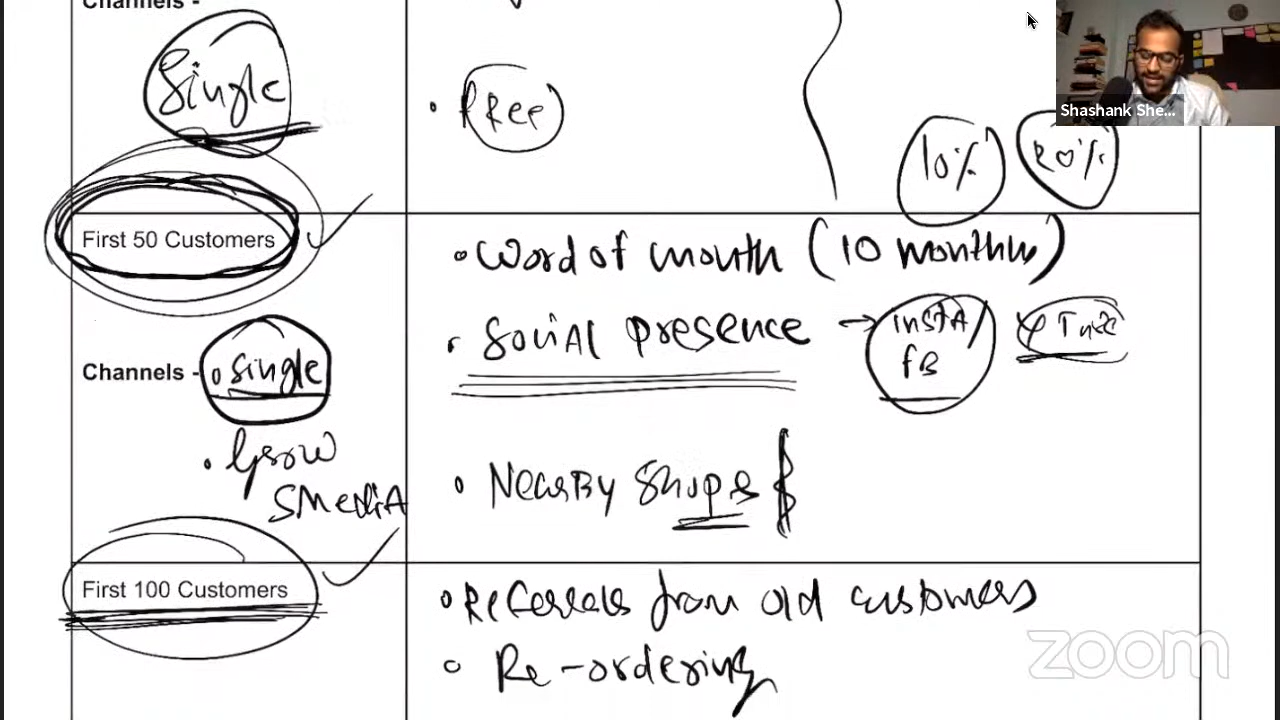 Channels -
Single
• Free
10% 20%
Shashank She...
First 50 Customers
• Word of mouth (10 months)
• Social presence → insta/
FB
Channels - • single
• Grow
SMediA
• NearBy Shops
First 100 Customers
• Referrals from old customers
• Re-ordering
zoom